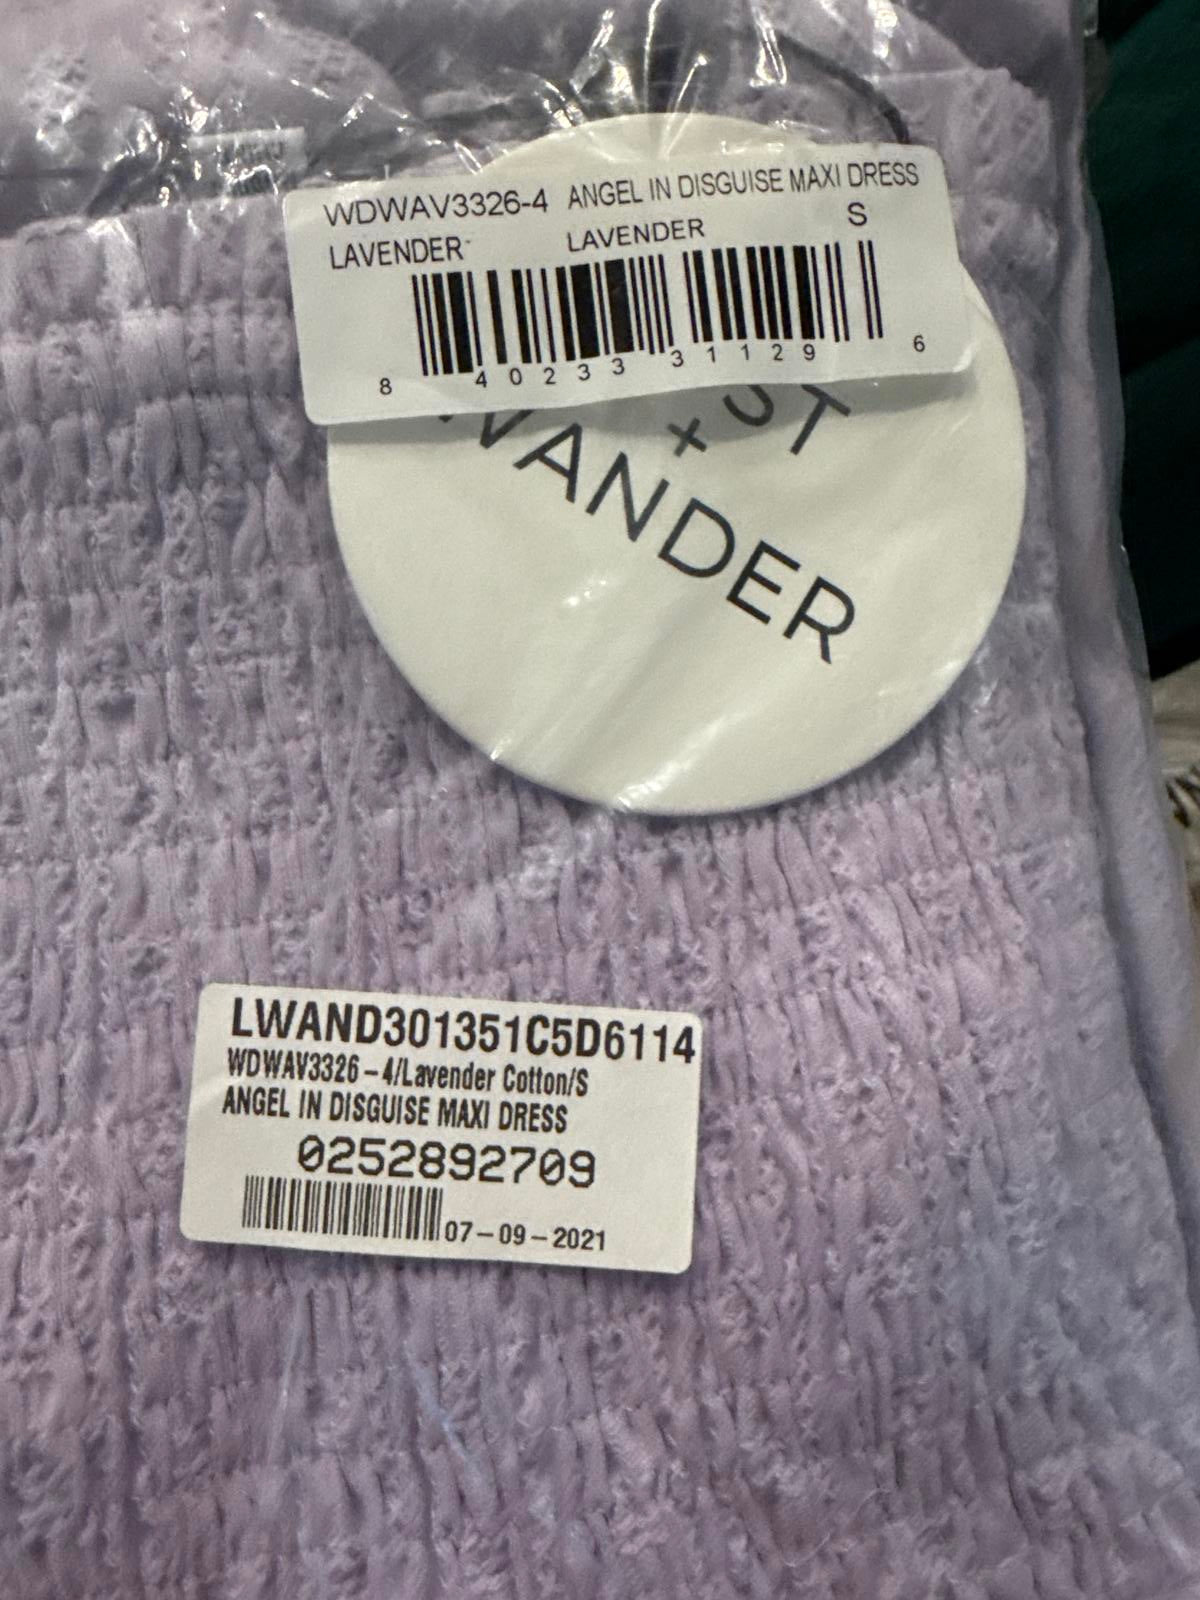 WDWAV3326-4 ANGEL IN DISGUISE MAXI DRESS
LAVENDER LAVENDER S
8 40233 31129 6
ST
+
WANDER
LWAND301351C5D6114
WDWAV3326-4/Lavender Cotton/S
ANGEL IN DISGUISE MAXI DRESS
0252892709
07-09-2021